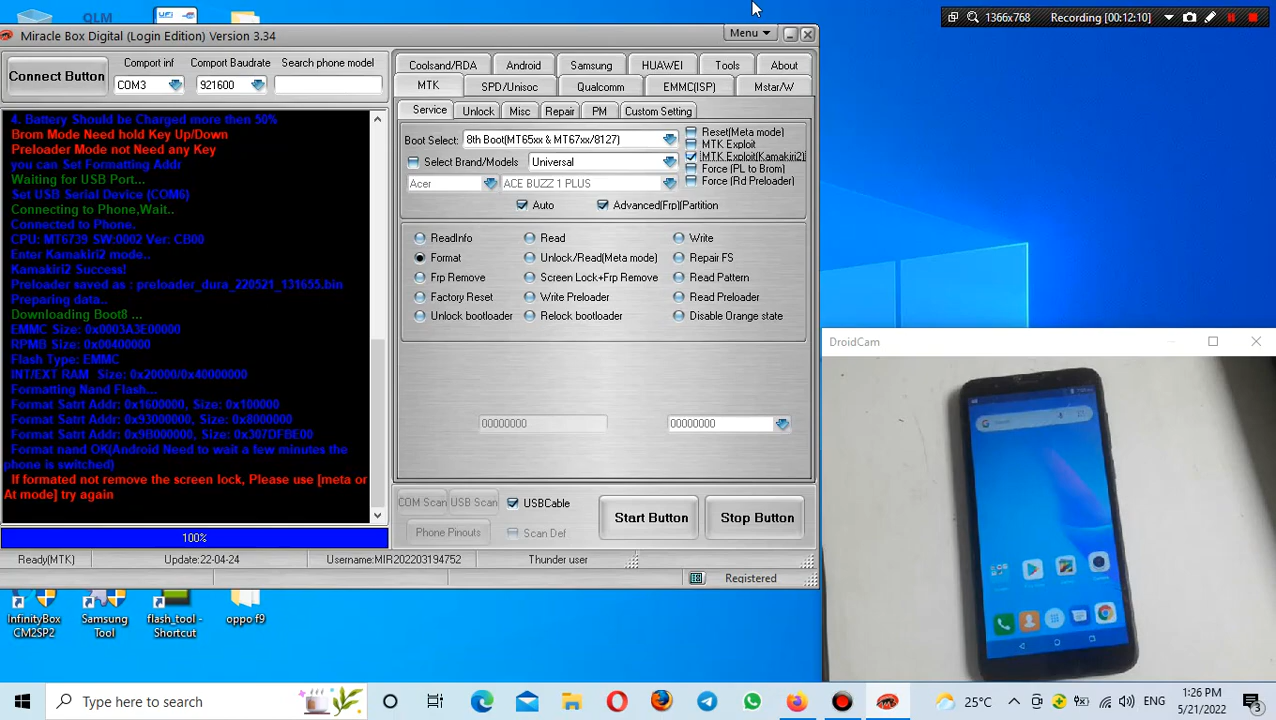 QLM
UFi
1366x768
Recording [00:12:10]
Miracle Box Digital (Login Edition) Version 3.34
Menu
Connect Button
Comport inf
Comport Baudrate
Search phone model
COM3
921600
4. Battery Should be Charged more then 50%
Brom Mode Need hold Key Up/Down
Preloader Mode not Need any Key
you can Set Formatting Addr
Waiting for USB Port...
Set USB Serial Device (COM6)
Connecting to Phone,Wait..
Connected to Phone.
CPU: MT6739 SW:0002 Ver: CB00
Enter Kamakiri2 mode..
Kamakiri2 Success!
Preloader saved as : preloader_dura_220521_131655.bin
Preparing data..
Downloading Boot8 ...
EMMC Size: 0x0003A3E00000
RPMB Size: 0x00400000
Flash Type: EMMC
INT/EXT RAM Size: 0x20000/0x40000000
Formatting Nand Flash...
Format Satrt Addr: 0x1600000, Size: 0x100000
Format Satrt Addr: 0x93000000, Size: 0x8000000
Format Satrt Addr: 0x9B000000, Size: 0x307DFBE00
Format nand OK(Android Need to wait a few minutes the
phone is switched)
If formated not remove the screen lock, Please use [meta or
At mode] try again
100%
Coolsand/RDA
Android
Samsung
HUAWEI
Tools
About
MTK
SPD/Unisoc
Qualcomm
EMMC(ISP)
Mstar/W
Service
Unlock
Misc
Repair
PM
Custom Setting
Boot Select:
8th Boot(MT65xx & MT67xx/8127)
Select Brand/Models
Universal
Acer
ACE BUZZ 1 PLUS
Auto
Advanced(Frp)(Partition
Reset(Meta mode)
MTK Exploit
MTK Exploit(Kamakiri2)
Force (PL to Brom)
Force (Rd Preloader)
ReadInfo
Read
Write
Format
Unlock/Read(Meta mode)
Repair FS
Frp Remove
Screen Lock+Frp Remove
Read Pattern
Factory Reset
Write Preloader
Read Preloader
Unlock bootloader
Relock bootloader
Disable Orange state
00000000
00000000
COM Scan
USB Scan
USBCable
Phone Pinouts
Scan Def
Start Button
Stop Button
Ready(MTK)
Update:22-04-24
Username:MIR202203194752
Thunder user
Registered
DroidCam
InfinityBox
CM2SP2
Samsung
Tool
flash_tool -
Shortcut
oppo f9
Type here to search
25°C
ENG
1:26 PM
5/21/2022
3